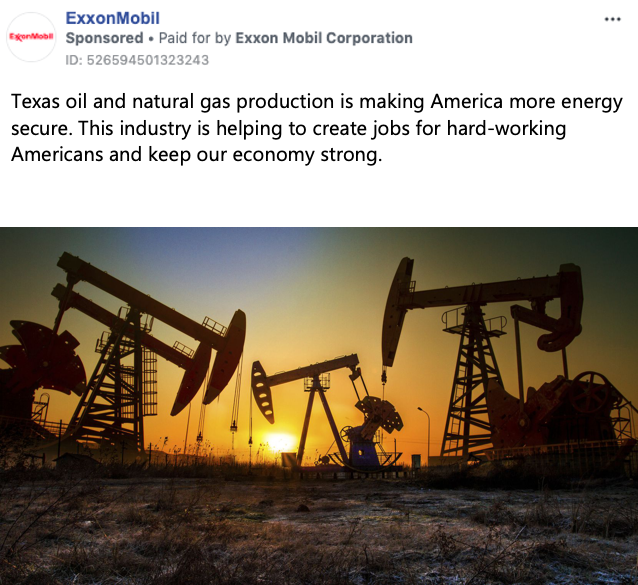 ExxonMobil
ExxonMobil
Sponsored • Paid for by Exxon Mobil Corporation
ID: 526594501323243
Texas oil and natural gas production is making America more energy
secure. This industry is helping to create jobs for hard-working
Americans and keep our economy strong.